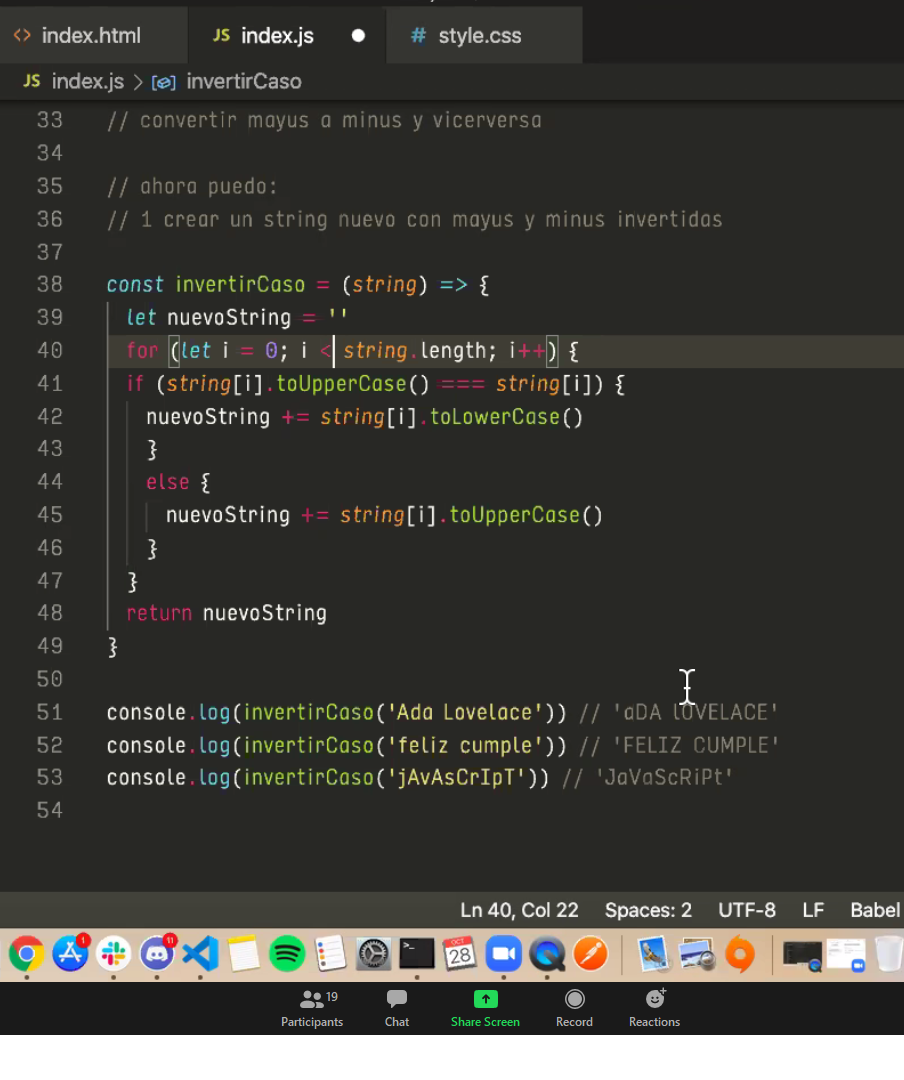 <> index.html JS index.js ● # style.css
JS index.js > invertirCaso
33 // convertir mayus a minus y vicerversa
34
35 // ahora puedo:
36 // 1 crear un string nuevo con mayus y minus invertidas
37
38 const invertirCaso = (string) => {
39 let nuevoString = ''
40 for (let i = 0; i < string.length; i++) {
41 if (string[i].toUpperCase() === string[i]) {
42 nuevoString += string[i].toLowerCase()
43 }
44 else {
45 nuevoString += string[i].toUpperCase()
46 }
47 }
48 return nuevoString
49 }
50
51 console.log(invertirCaso('Ada Lovelace')) // 'aDA lOVELACE'
52 console.log(invertirCaso('feliz cumple')) // 'FELIZ CUMPLE'
53 console.log(invertirCaso('jAvAsCrIpT')) // 'JaVaScRiPt'
54
Ln 40, Col 22 Spaces: 2 UTF-8 LF Babel
1 11 OCT 28
19
Participants Chat Share Screen Record Reactions